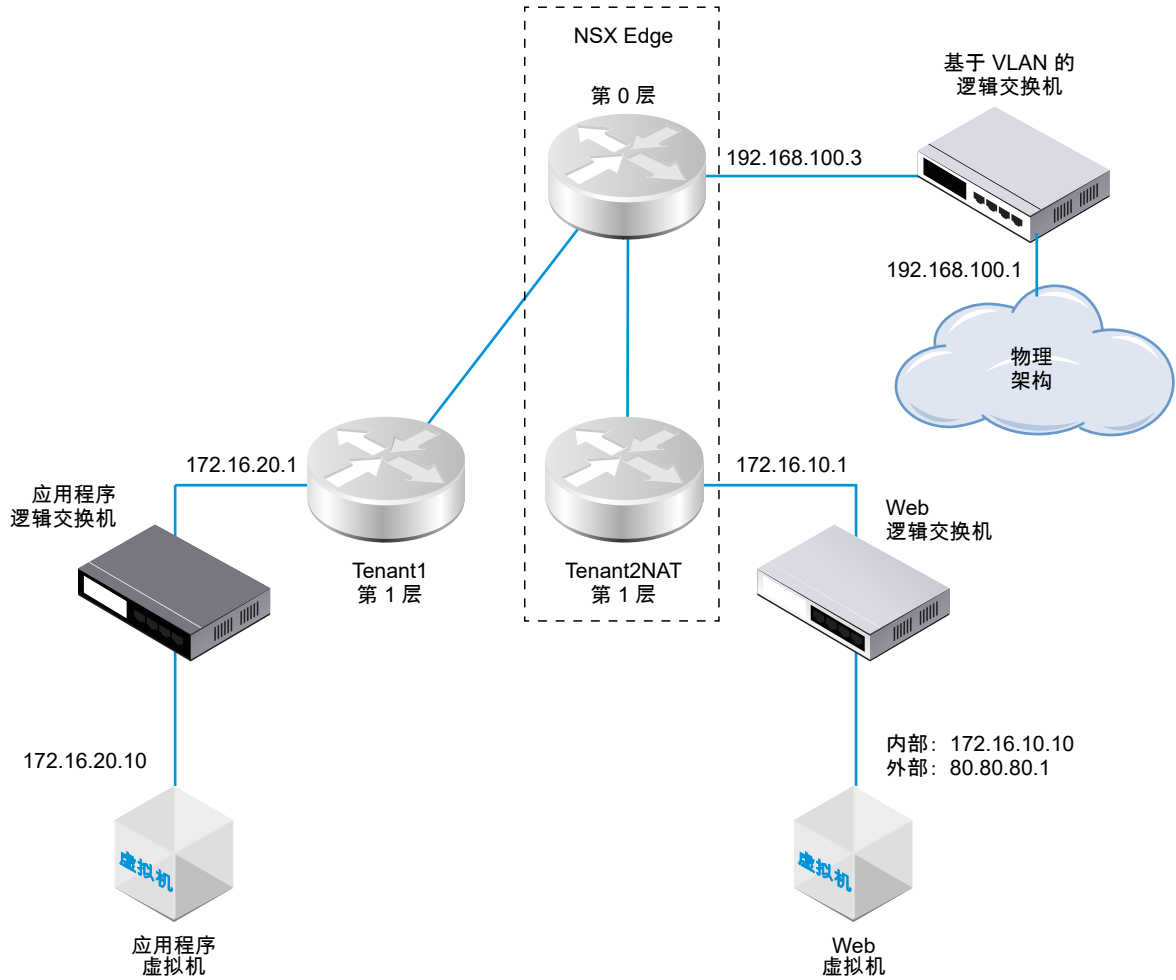 NSX Edge
第 0 层
基于 VLAN 的
逻辑交换机
192.168.100.3
192.168.100.1
物理
架构
172.16.20.1
172.16.10.1
应用程序
逻辑交换机
Web
逻辑交换机
Tenant1
第 1 层
Tenant2NAT
第 1 层
172.16.20.10
内部：172.16.10.10
外部：80.80.80.1
虚拟机
虚拟机
应用程序
虚拟机
Web
虚拟机